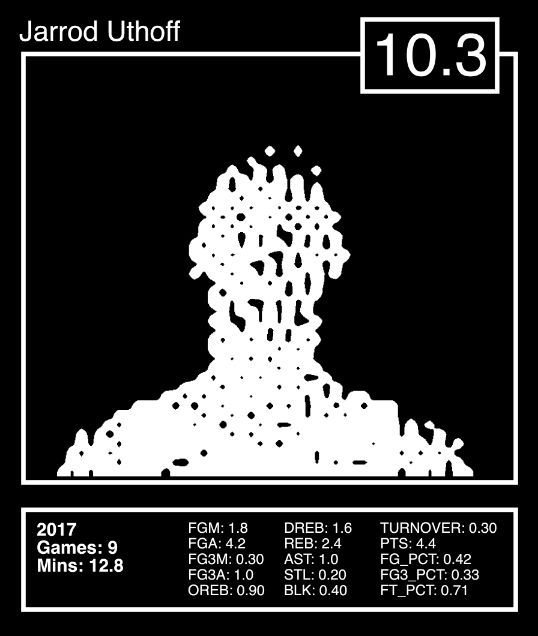 Jarrod Uthoff
10.3
2017
Games: 9
Mins: 12.8
FGM: 1.8
FGA: 4.2
FG3M: 0.30
FG3A: 1.0
OREB: 0.90
DREB: 1.6
REB: 2.4
AST: 1.0
STL: 0.20
BLK: 0.40
TURNOVER: 0.30
PTS: 4.4
FG_PCT: 0.42
FG3_PCT: 0.33
FT_PCT: 0.71